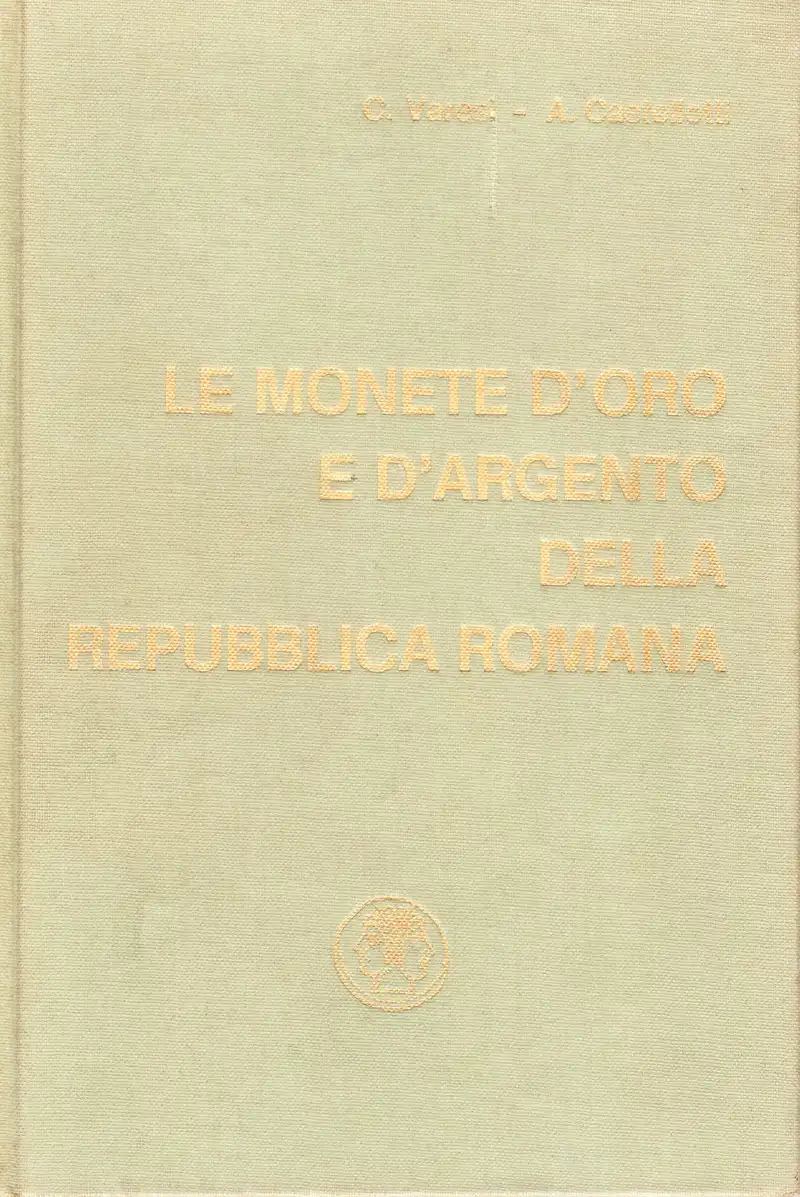 C. Varesi - A. Castellotti
LE MONETE D'ORO
E D'ARGENTO
DELLA
REPUBBLICA ROMANA